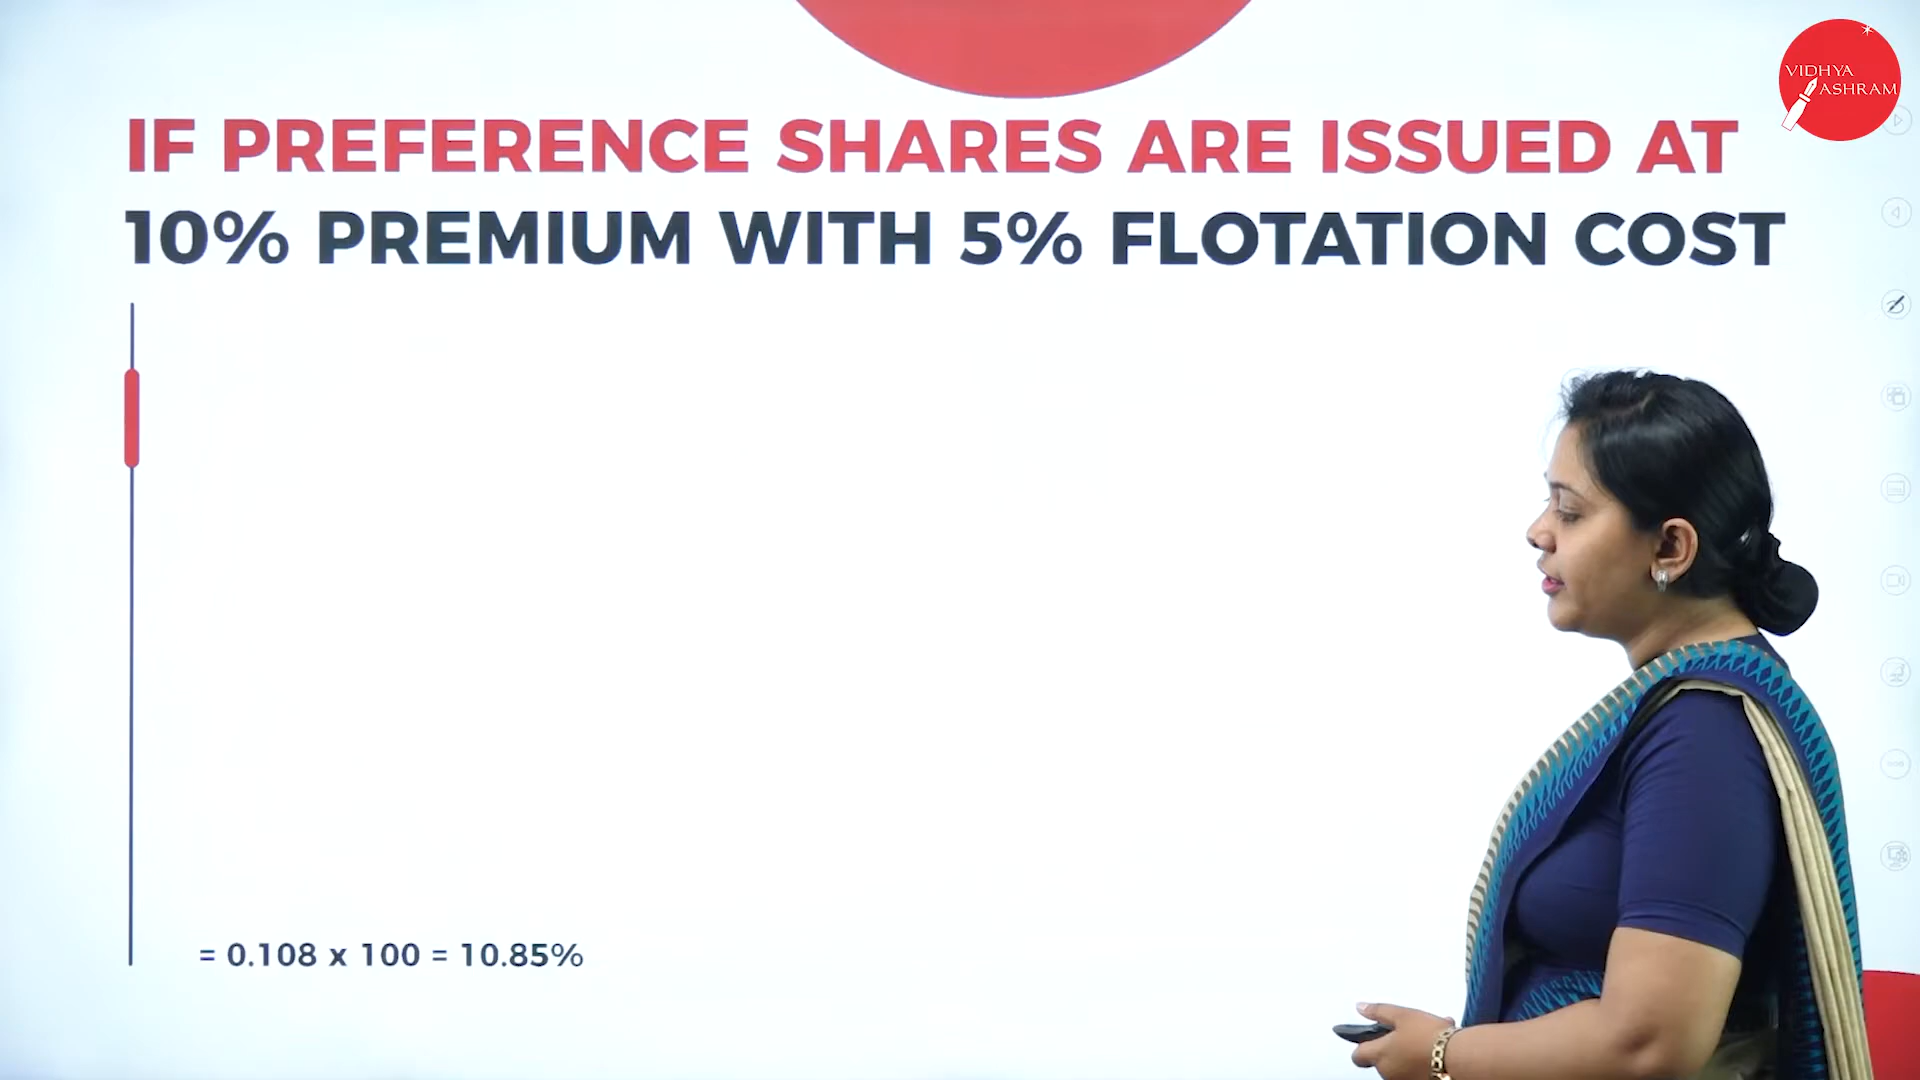 VIDHYA
ASHRAM
IF PREFERENCE SHARES ARE ISSUED AT
10% PREMIUM WITH 5% FLOTATION COST
= 0.108 x 100 = 10.85%